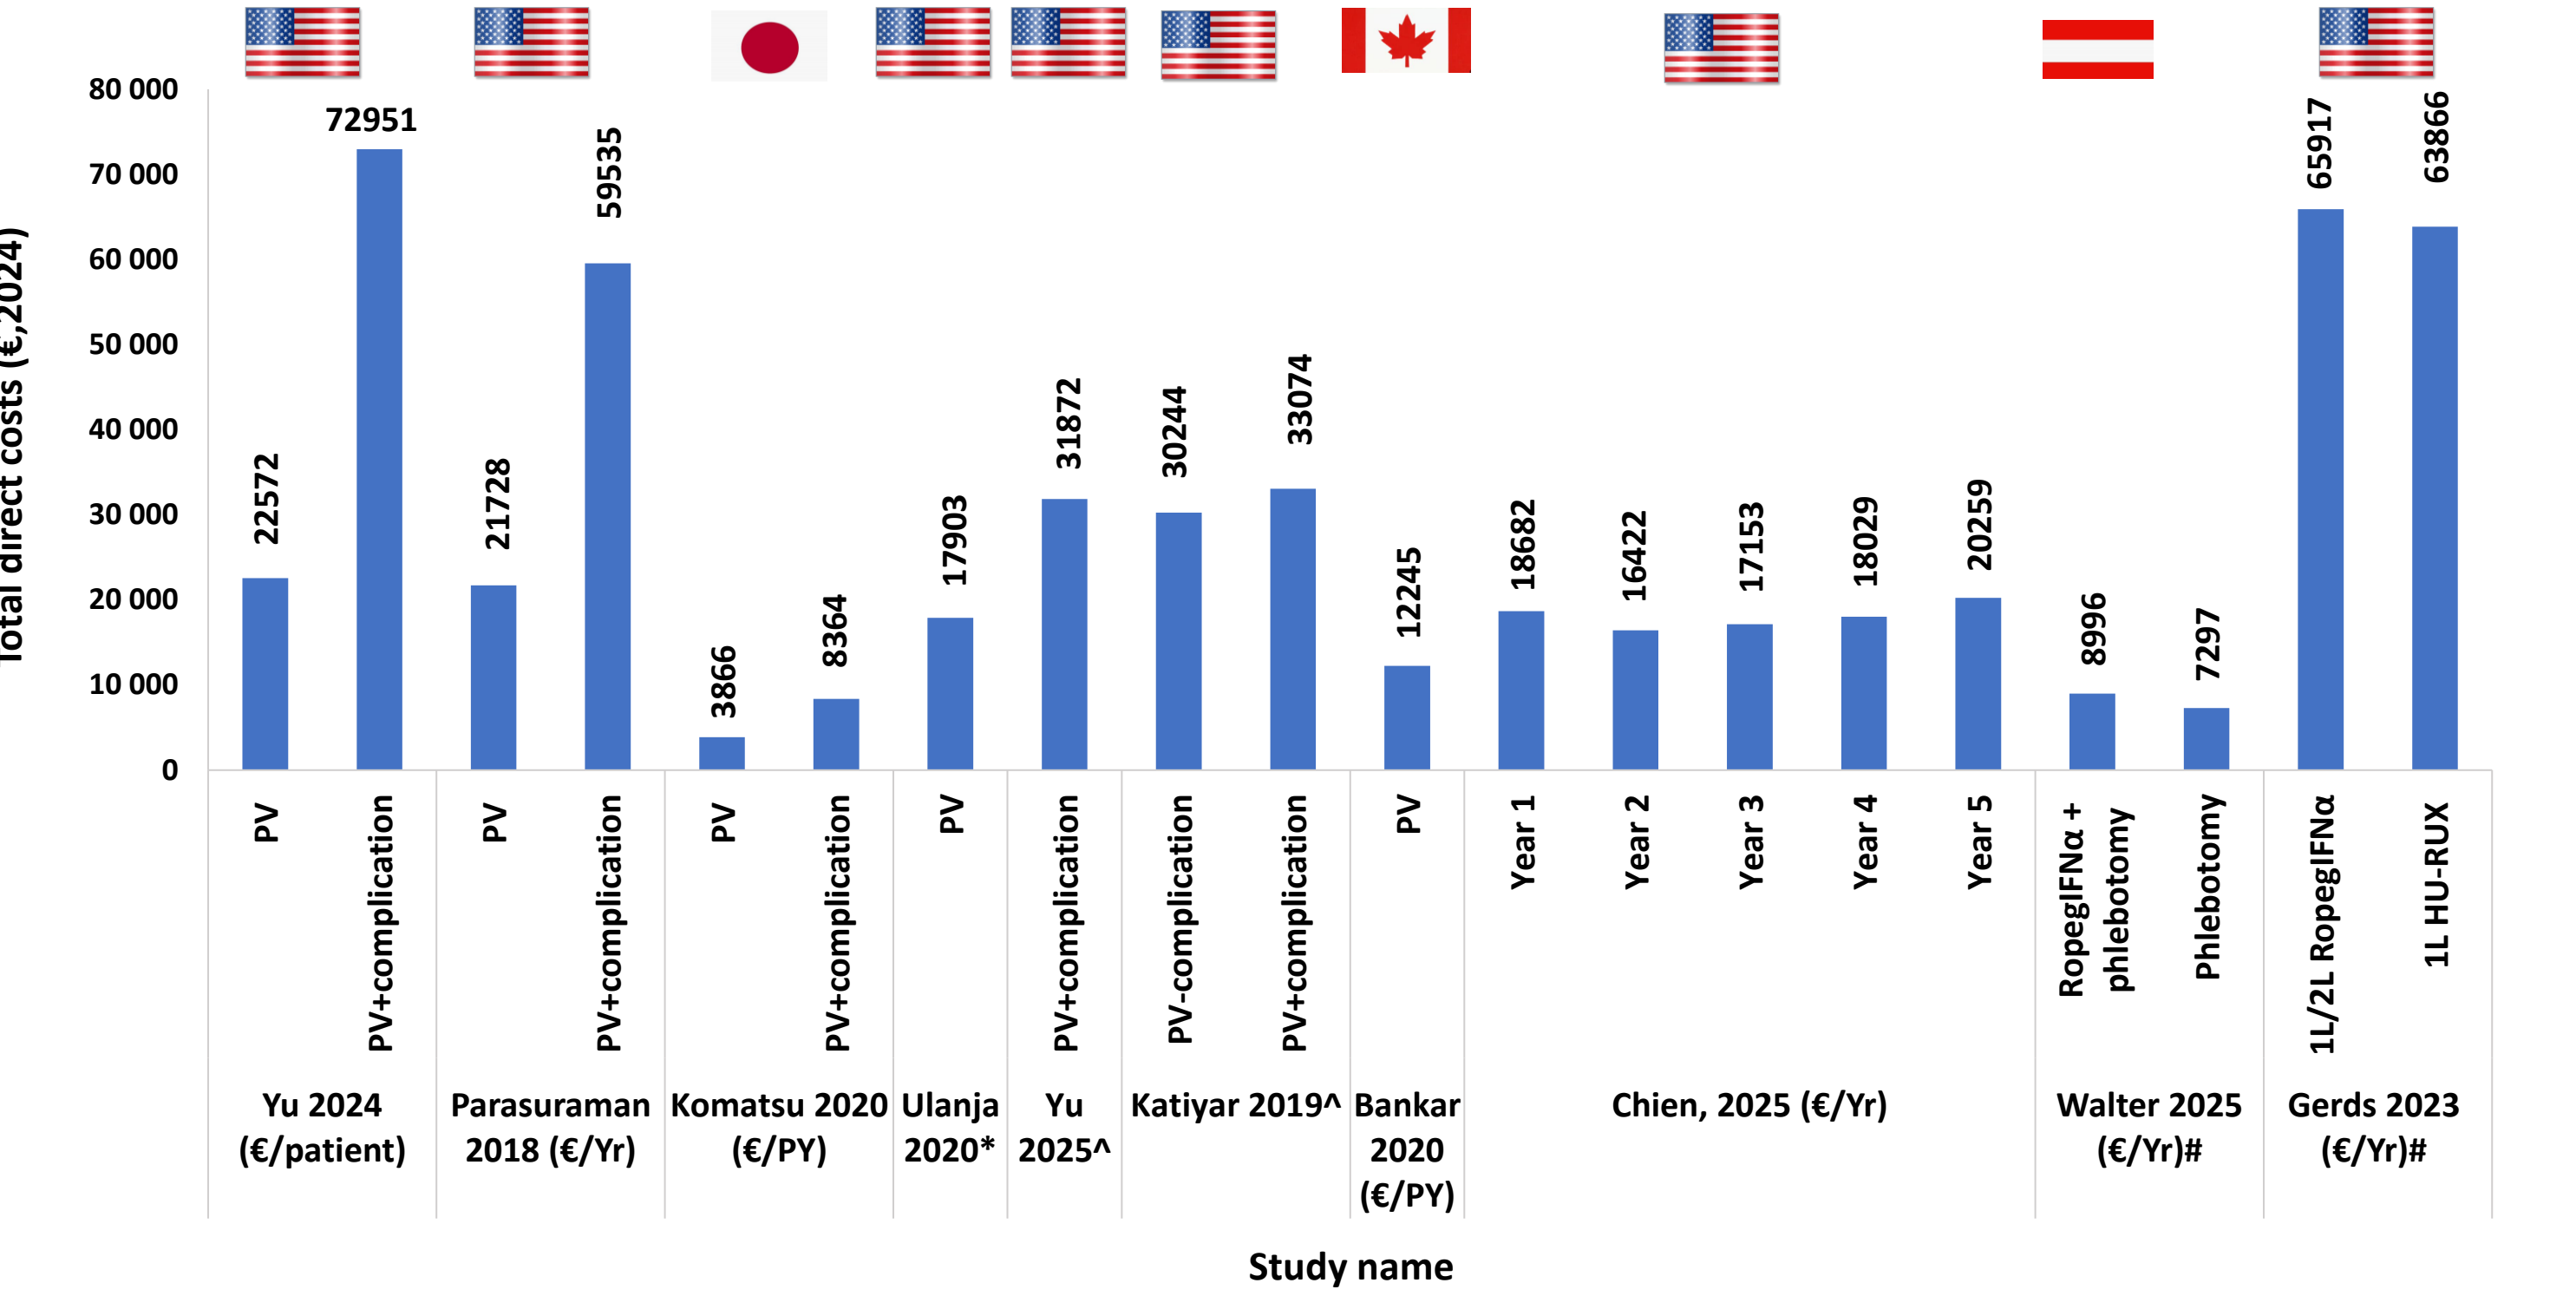 Total direct costs (€,2024)
80 000
70 000
60 000
50 000
40 000
30 000
20 000
10 000
0
22572
72951
21728
59535
3866
8364
17903
31872
30244
33074
12245
18682
16422
17153
18029
20259
8996
7297
65917
63866
PV
PV+complication
PV
PV+complication
PV
PV+complication
PV
PV+complication
PV-complication
PV+complication
PV
Year 1
Year 2
Year 3
Year 4
Year 5
RopegIFNα +
phlebotomy
Phlebotomy
1L/2L RopegIFNα
1L HU-RUX
Yu 2024
(€/patient)
Parasuraman
2018 (€/Yr)
Komatsu 2020
(€/PY)
Ulanja
2020*
Yu
2025^
Katiyar 2019^
Bankar
2020
(€/PY)
Chien, 2025 (€/Yr)
Walter 2025
(€/Yr)#
Gerds 2023
(€/Yr)#
Study name